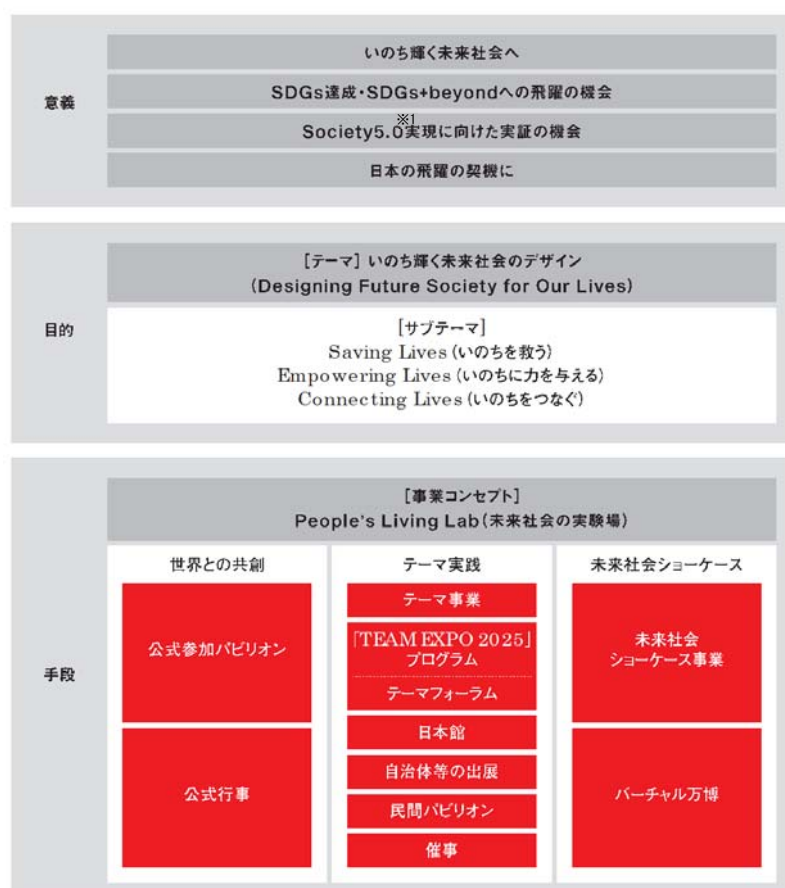 意義
いのち輝く未来社会へ
SDGs達成・SDGs+beyondへの飛躍の機会
Society5.0※1実現に向けた実証の機会
日本の飛躍の契機に
目的
[テーマ] いのち輝く未来社会のデザイン
(Designing Future Society for Our Lives)
[サブテーマ]
Saving Lives (いのちを救う)
Empowering Lives (いのちに力を与える)
Connecting Lives (いのちをつなぐ)
手段
[事業コンセプト]
People's Living Lab(未来社会の実験場)
世界との共創
公式参加パビリオン
公式行事
テーマ実践
テーマ事業
「TEAM EXPO 2025」
プログラム
テーマフォーラム
日本館
自治体等の出展
民間パビリオン
催事
未来社会ショーケース
未来社会
ショーケース事業
バーチャル万博